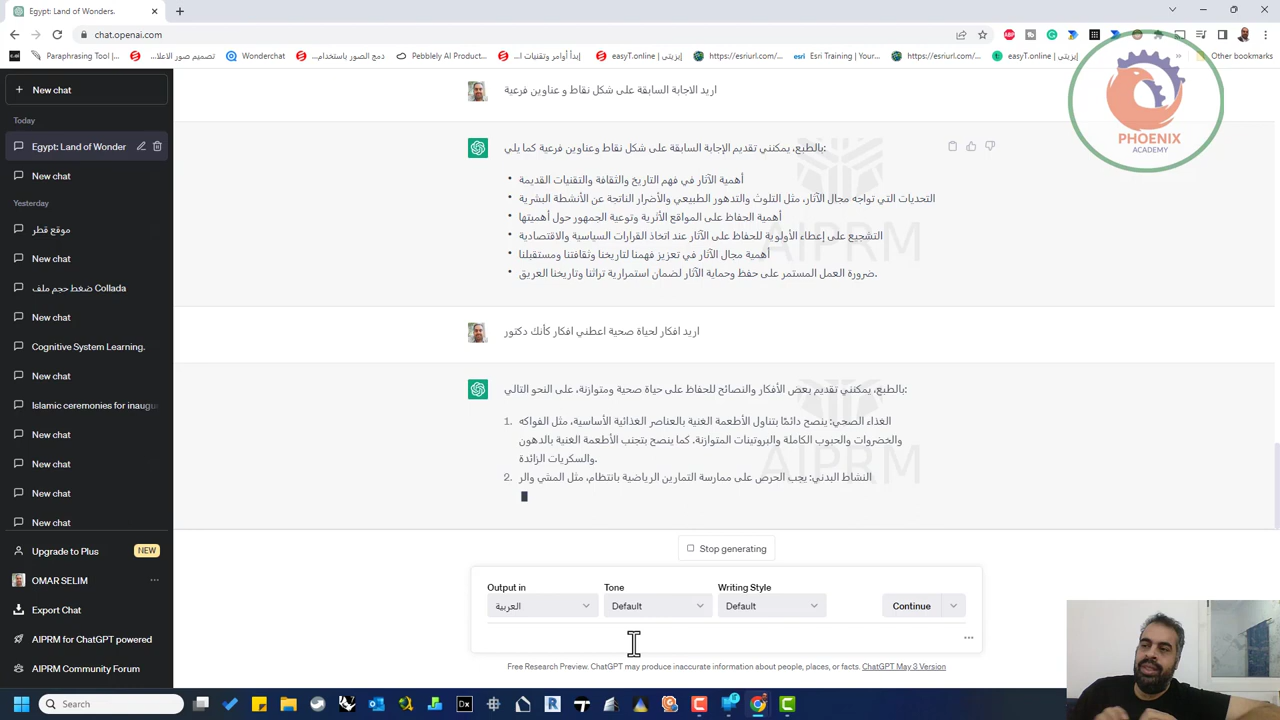 Egypt: Land of Wonders.
chat.openai.com
Paraphrasing Tool |...
Wonderchat
تصميم صور الاعلا...
دمج الصور باستخدام...
Pebblely AI Product...
إبدأ أوامر وتقنيات ا...
easyT.online | إيزيتي...
https://esriurl.com/...
esri Esri Training | Your...
https://esriurl.com/...
easyT.online | إيزيتي...
Other bookmarks
New chat
Today
Egypt: Land of Wonder
New chat
Yesterday
موقع قطر
New chat
ضغط حجم ملف Collada
New chat
Cognitive System Learning.
New chat
Islamic ceremonies for inaugu
New chat
New chat
New chat
New chat
Upgrade to Plus
NEW
OMAR SELIM
Export Chat
AIPRM for ChatGPT powered
AIPRM Community Forum
PHOENIX
ACADEMY
اريد الاجابة السابقة على شكل نقاط و عناوين فرعية
بالطبع، يمكنني تقديم الإجابة السابقة على شكل نقاط وعناوين فرعية كما يلي:
• أهمية الآثار في فهم التاريخ والثقافة والتقنيات القديمة
• التحديات التي تواجه مجال الآثار، مثل التلوث والتدهور الطبيعي والأضرار الناتجة عن الأنشطة البشرية
• أهمية الحفاظ على المواقع الأثرية وتوعية الجمهور حول أهميتها
• التشجيع على إعطاء الأولوية للحفاظ على الآثار عند اتخاذ القرارات السياسية والاقتصادية
• أهمية مجال الآثار في تعزيز فهمنا لتاريخنا وثقافتنا ومستقبلنا
• ضرورة العمل المستمر على حفظ وحماية الآثار لضمان استمرارية تراثنا وتاريخنا العريق.
AIPRM
اريد افكار لحياة صحية اعطني افكار كأنك دكتور
بالطبع، يمكنني تقديم بعض الأفكار والنصائح للحفاظ على حياة صحية ومتوازنة، على النحو التالي:
1. الغذاء الصحي: ينصح دائمًا بتناول الأطعمة الغنية بالعناصر الغذائية الأساسية، مثل الفواكه
والخضروات والحبوب الكاملة والبروتينات المتوازنة. كما ينصح بتجنب الأطعمة الغنية بالدهون
والسكريات الزائدة.
2. النشاط البدني: يجب الحرص على ممارسة التمارين الرياضية بانتظام، مثل المشي والر
AIPRM
Stop generating
Output in
Tone
Writing Style
العربية
Default
Default
Continue
Free Research Preview. ChatGPT may produce inaccurate information about people, places, or facts. ChatGPT May 3 Version
Search